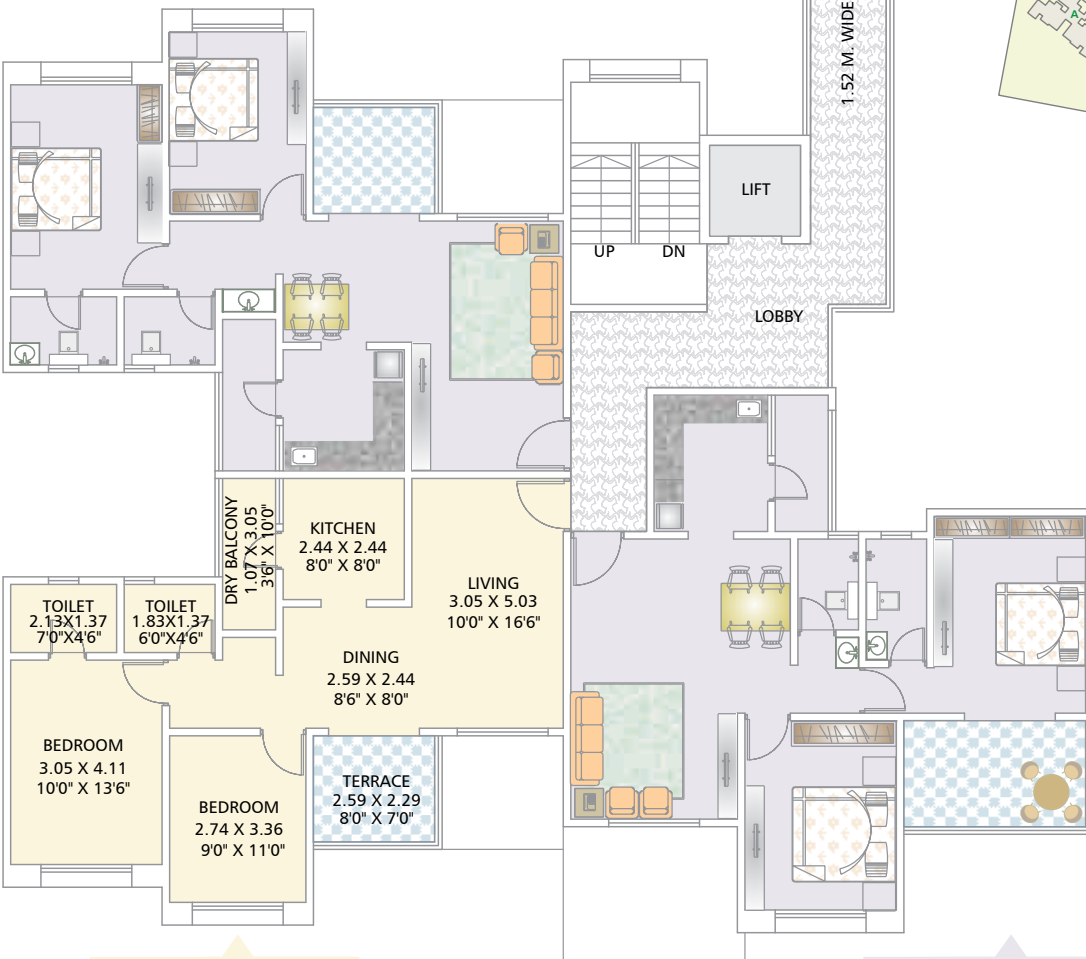 1.52 M. WIDE
A
LIFT
UP
DN
LOBBY
DRY BALCONY
1.07 X 3.05
3'6" X 10'0"
KITCHEN
2.44 X 2.44
8'0" X 8'0"
LIVING
3.05 X 5.03
10'0" X 16'6"
TOILET
2.13X1.37
7'0"X4'6"
TOILET
1.83X1.37
6'0"X4'6"
DINING
2.59 X 2.44
8'6" X 8'0"
BEDROOM
3.05 X 4.11
10'0" X 13'6"
BEDROOM
2.74 X 3.36
9'0" X 11'0"
TERRACE
2.59 X 2.29
8'0" X 7'0"